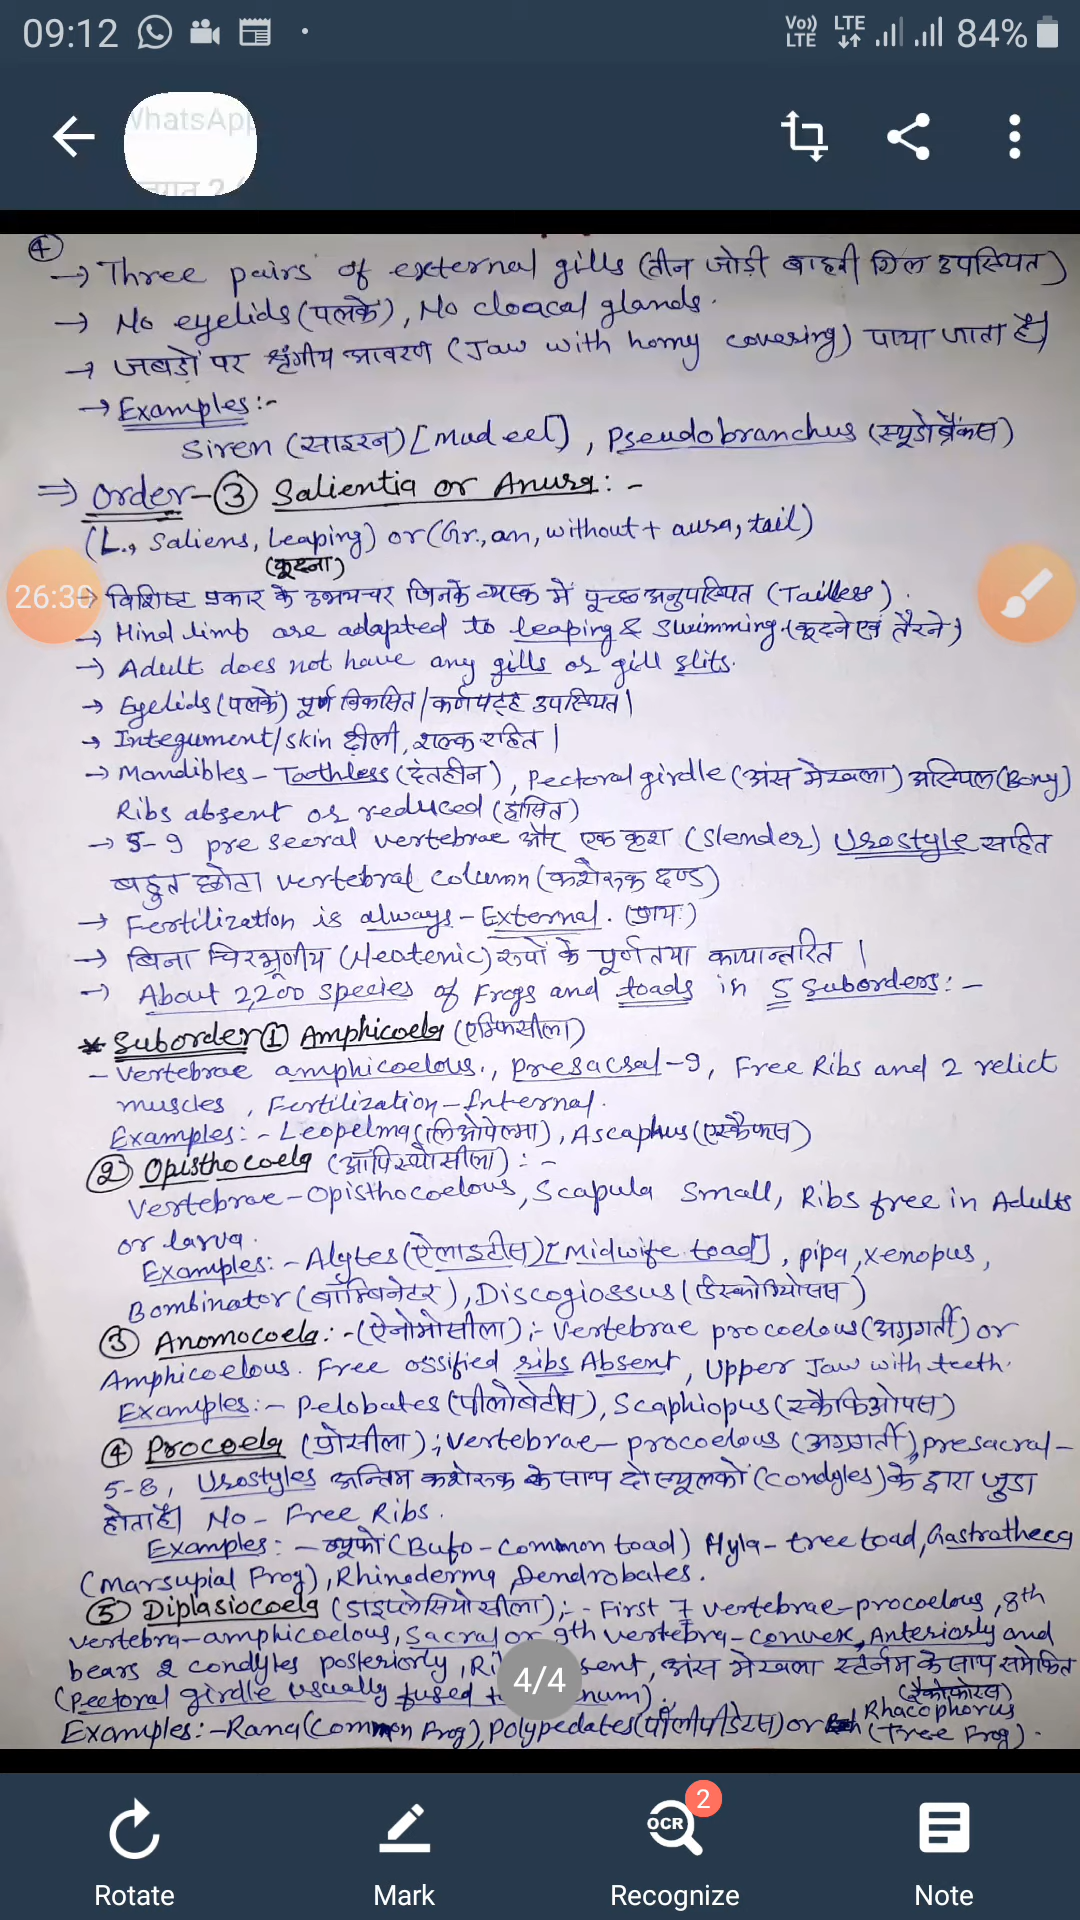 09:12
84%
WhatsApp
④
→ Three pairs of external gills (तीन जोड़ी बाहरी गिल उपस्थित)
→ No eyelids (पलकें), No cloacal glands.
→ जबड़ों पर श्रृंगीय आवरण (Jaw with horny covering) पाया जाता है।
→ Examples:-
Siren (साइरन) [Mud eel], Pseudobranchus (स्यूडोब्रैंकस)
⇒ Order-③ Salientia or Anura: -
(L., Saliens, Leaping) or (Gr., an, without + aura, tail)
(कूदना)
26:30
→ विशिष्ट प्रकार के उभयचर जिनके व्यस्क में पूच्छ अनुपस्थित (Tailless).
→ Hind limb are adapted to leaping & Swimming.(कूदने एवं तैरने)
→ Adult does not have any gills or gill slits.
→ Eyelids (पलकें) पूर्ण विकसित / कर्णपट्ह उपस्थित।
→ Integument/skin ढीली, शल्क रहित।
→ Mandibles - Toothless (दंतहीन), Pectoral girdle (अंस मेखला) अस्थिल (Bony)
Ribs absent or reduced (ह्रासित)
→ 5-9 pre secral vertebrae और एक कृश (Slender) Urostyle सहित
बहुत छोटा vertebral column (कशेरुक दण्ड)
→ Fertilization is always - External. (प्रायः)
→ बिना चिरभ्रूणीय (Neotenic) रूपों के पूर्णतया कायान्तरित।
→ About 2200 species of Frogs and toads in 5 Suborders: -
* Suborder ① Amphicoela (एम्फिसीला)
- Vertebrae amphicoelous., presacral-9, Free Ribs and 2 relict
muscles, Fertilization - Internal.
Examples: - Leopelma (लिओपेल्मा), Ascaphus (एस्कैफस)
② Opisthocoela (ऑपिस्थोसीला): -
Vertebrae - Opisthocoelous, Scapula small, Ribs free in Adults
or larva.
Examples: - Alytes (ऐलाइटीस) [Midwife toad], pipa, xenopus,
Bombinator (बॉम्बिनेटर), Discogiossus (डिस्कोग्योसस)
③ Anomocoela: - (ऐनोमोसीला);- Vertebrae procoelous (अग्रगर्ती) or
Amphicoelous. Free ossified ribs Absent, Upper Jaw with teeth.
Examples: - Pelobates (पीलोबेटीस), Scaphiopus (स्कैफिओपस)
④ Procoela (प्रोसीला); Vertebrae - procoelous (अग्रगर्ती), presacral-
5-8, Urostyles अन्तिम कशेरुक के साथ दो स्थूलकों (condyles) के द्वारा जुड़ा
होता है। No - Free Ribs.
Examples: - ब्यूफो (Bufo - Common toad) Hyla - tree toad, Gastratheca
(Marsupial Frog), Rhinoderma, Dendrobates.
⑤ Diplasiocoela (डाइप्लेसियोसीला);- - First 7 vertebrae - procoelous, 8th
vertebra - amphicoelous, Sacral or 9th vertebra - convex, Anteriorly and
bears 2 condyles posteriorly, अंस मेखला स्टर्नम के साथ समेकित
(Pectoral girdle usually fused
4/4
(रैकोफोरस)
Examples: - Rana (Common Frog), Polypedates (पॉलीपीडेटस) or Rhacophorus
(Tree Frog).
Rotate
Mark
OCR
2
Recognize
Note